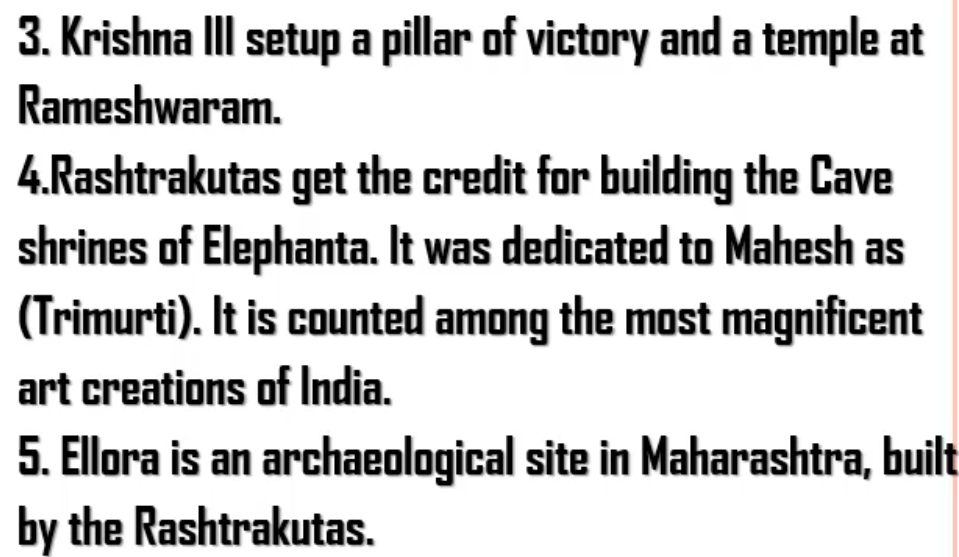 3. Krishna III setup a pillar of victory and a temple at
Rameshwaram.
4.Rashtrakutas get the credit for building the Cave
shrines of Elephanta. It was dedicated to Mahesh as
(Trimurti). It is counted among the most magnificent
art creations of India.
5. Ellora is an archaeological site in Maharashtra, built
by the Rashtrakutas.